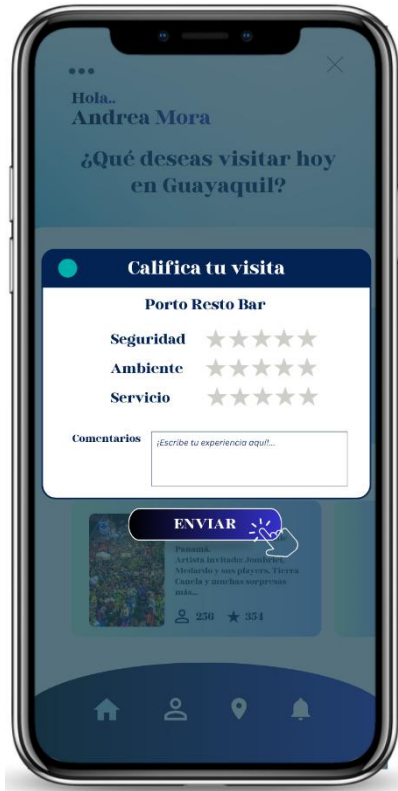 Hola..
Andrea Mora
¿Qué deseas visitar hoy
en Guayaquil?
Califica tu visita
Porto Resto Bar
Seguridad
Ambiente
Servicio
Comentarios
¡Escribe tu experiencia aquí!...
ENVIAR
Panamá.
Artista invitado: Jombriel,
Medardo y sus players, Tierra
Canela y muchas sorpresas
más...
256
354